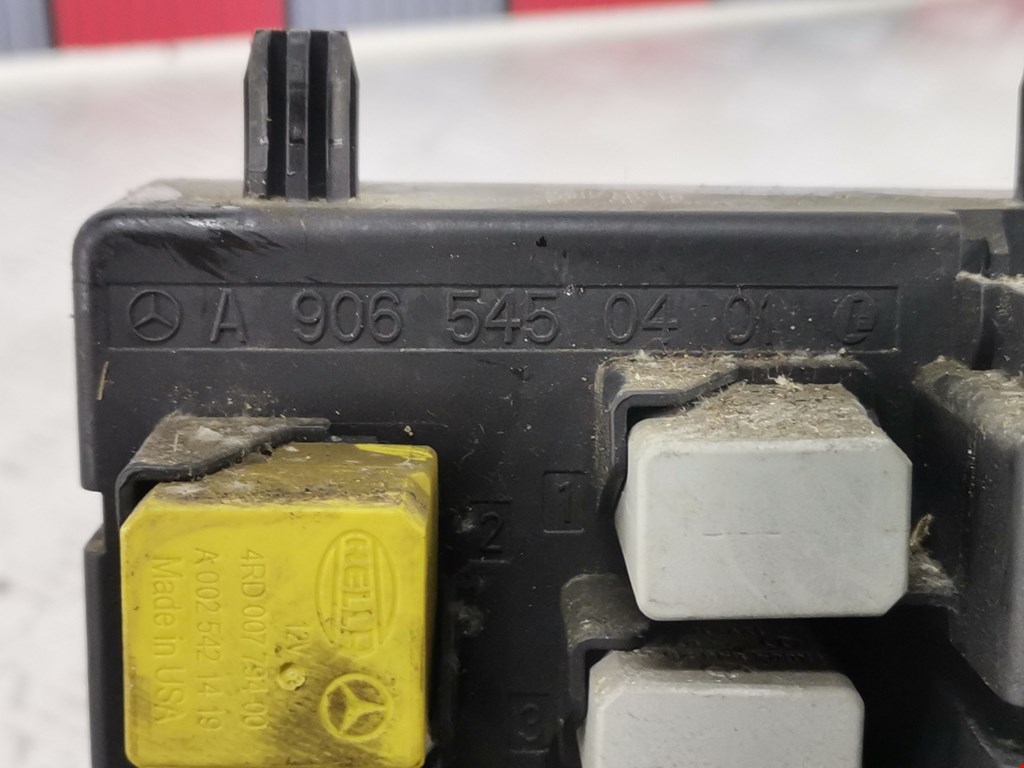 A 906 545 04 01
1
2
3
HELLA
12V
4RD 007 794-00
A 002 542 14 19
Made in USA